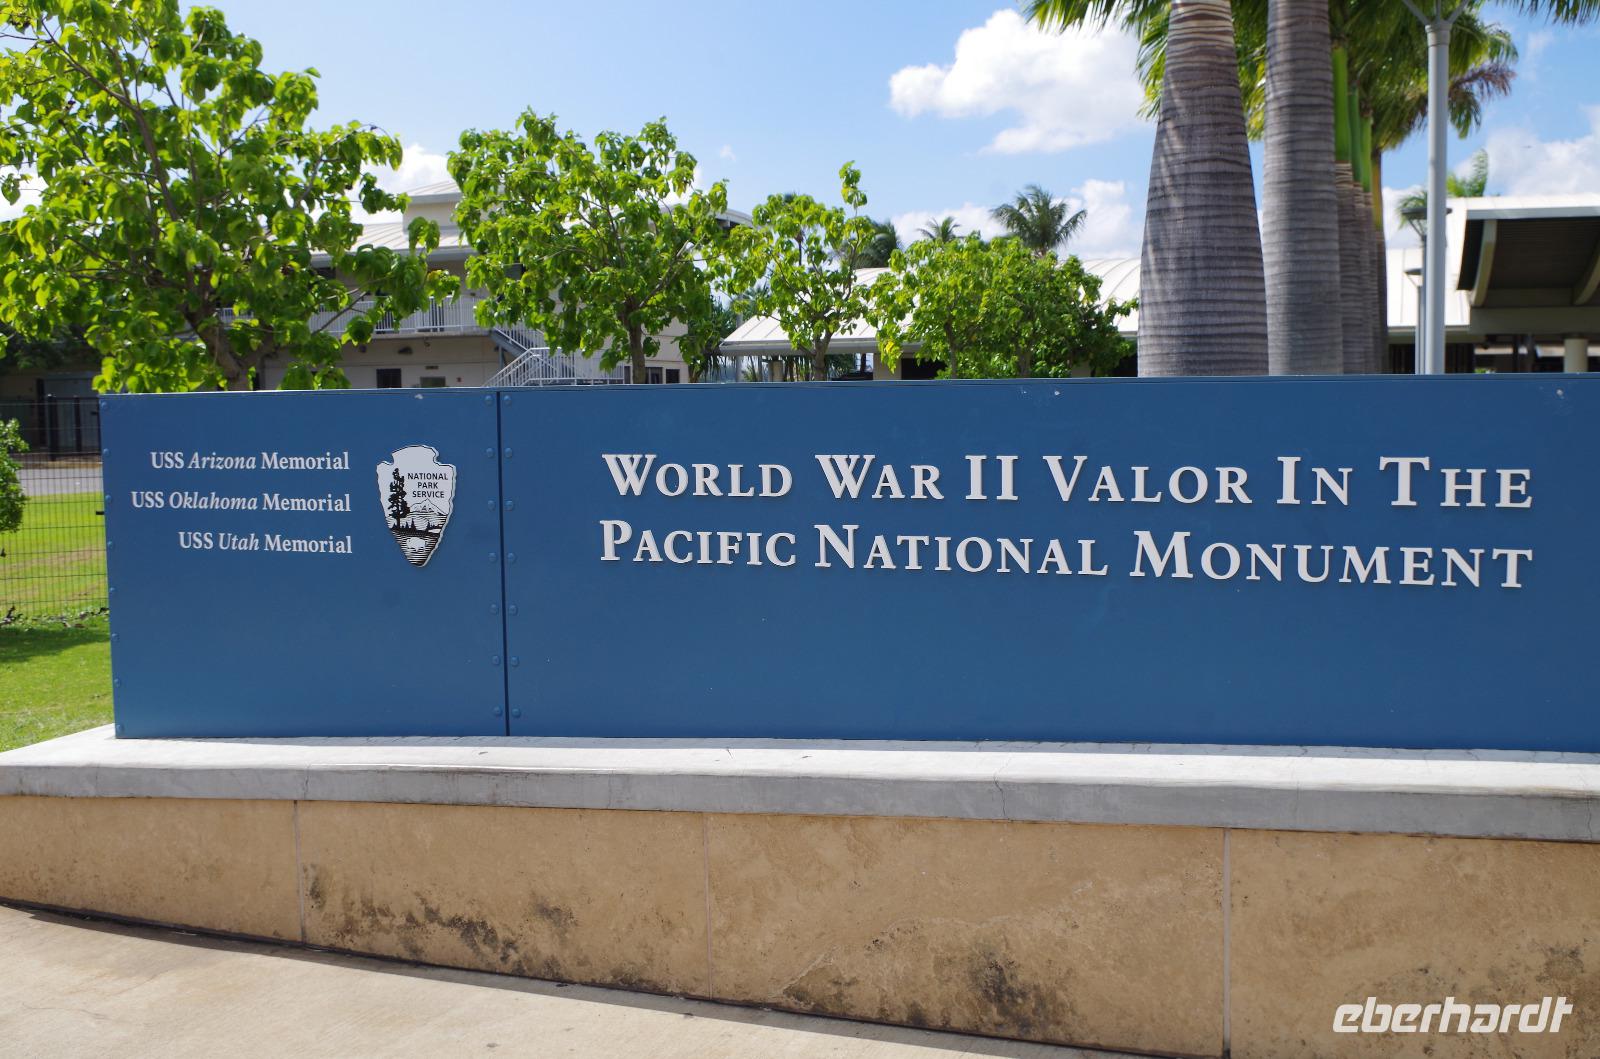 USS Arizona Memorial
USS Oklahoma Memorial
USS Utah Memorial
NATIONAL
PARK
SERVICE
WORLD WAR II VALOR IN THE
PACIFIC NATIONAL MONUMENT
eberhardt